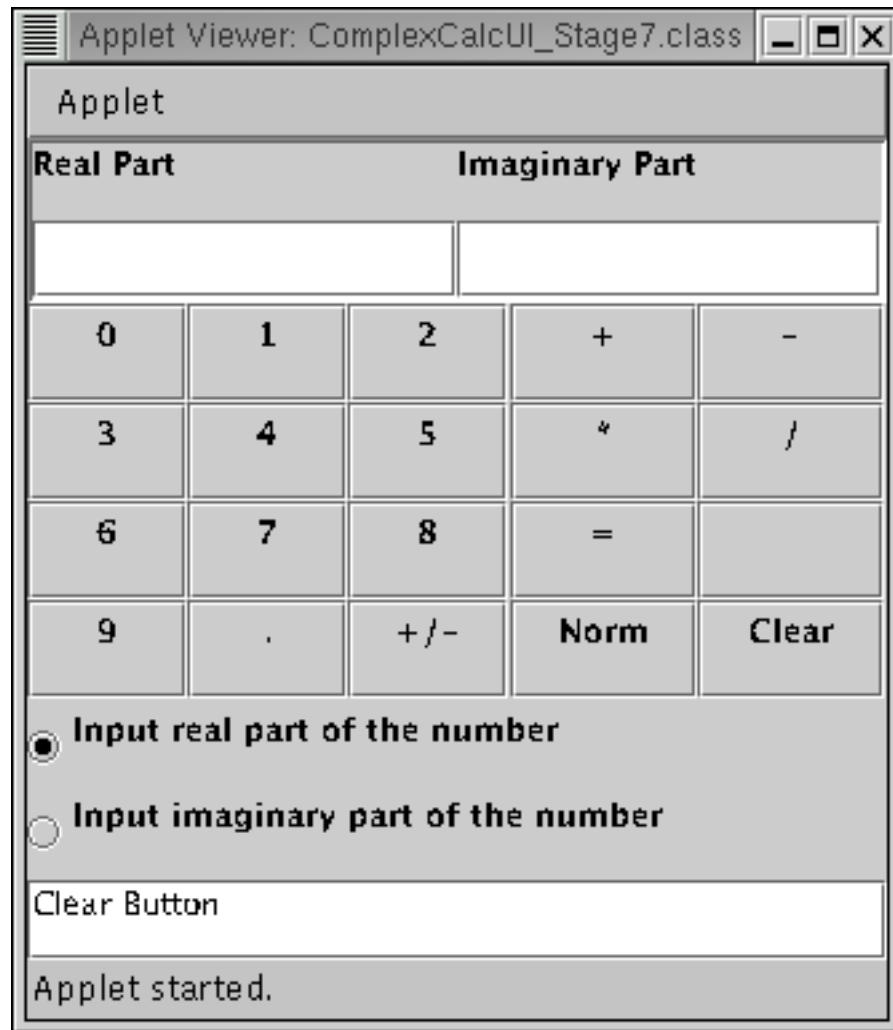 Applet Viewer: ComplexCalcUI_Stage7.class
Applet
Real Part Imaginary Part
0 1 2 + -
3 4 5 * /
6 7 8 =
9 . +/- Norm Clear
Input real part of the number
Input imaginary part of the number
Clear Button
Applet started.